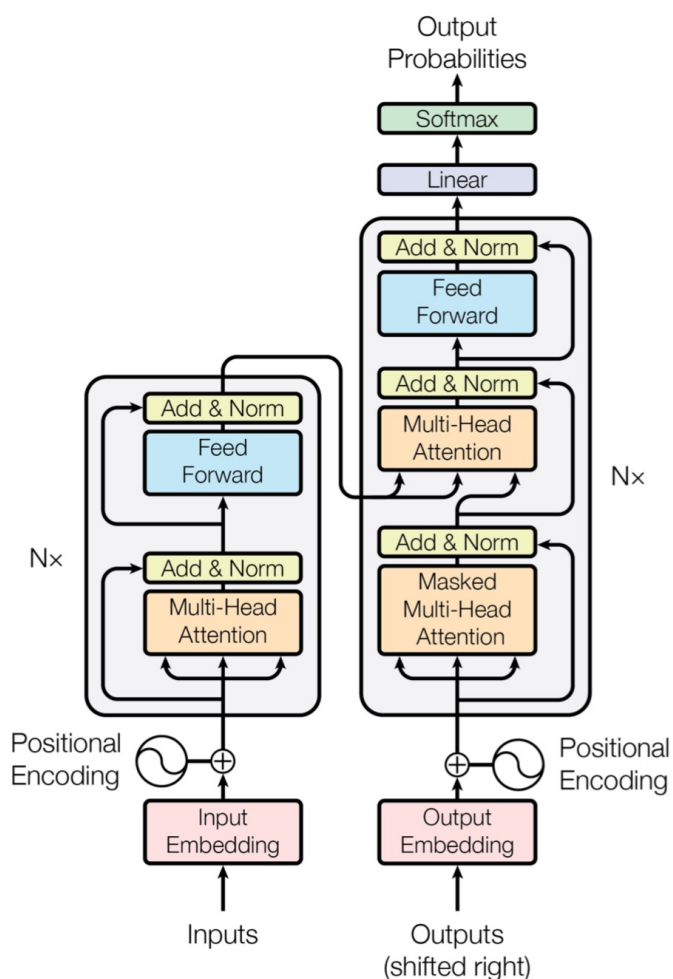 Output
Probabilities
Softmax
Linear
Add & Norm
Feed
Forward
Add & Norm
Multi-Head
Attention
Add & Norm
Masked
Multi-Head
Attention
N×
Add & Norm
Feed
Forward
Add & Norm
Multi-Head
Attention
N×
Positional
Encoding
Positional
Encoding
Input
Embedding
Output
Embedding
Inputs
Outputs
(shifted right)